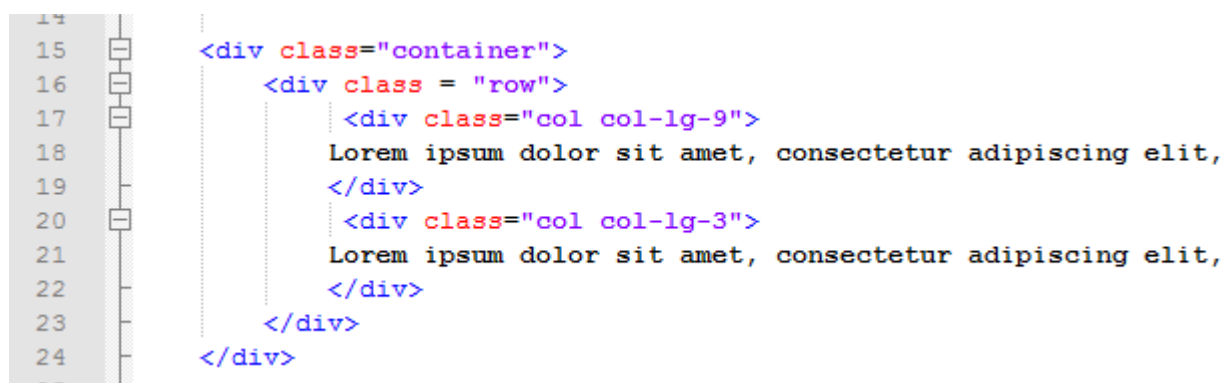 14
15 <div class="container">
16 <div class = "row">
17 <div class="col col-lg-9">
18 Lorem ipsum dolor sit amet, consectetur adipiscing elit,
19 </div>
20 <div class="col col-lg-3">
21 Lorem ipsum dolor sit amet, consectetur adipiscing elit,
22 </div>
23 </div>
24 </div>